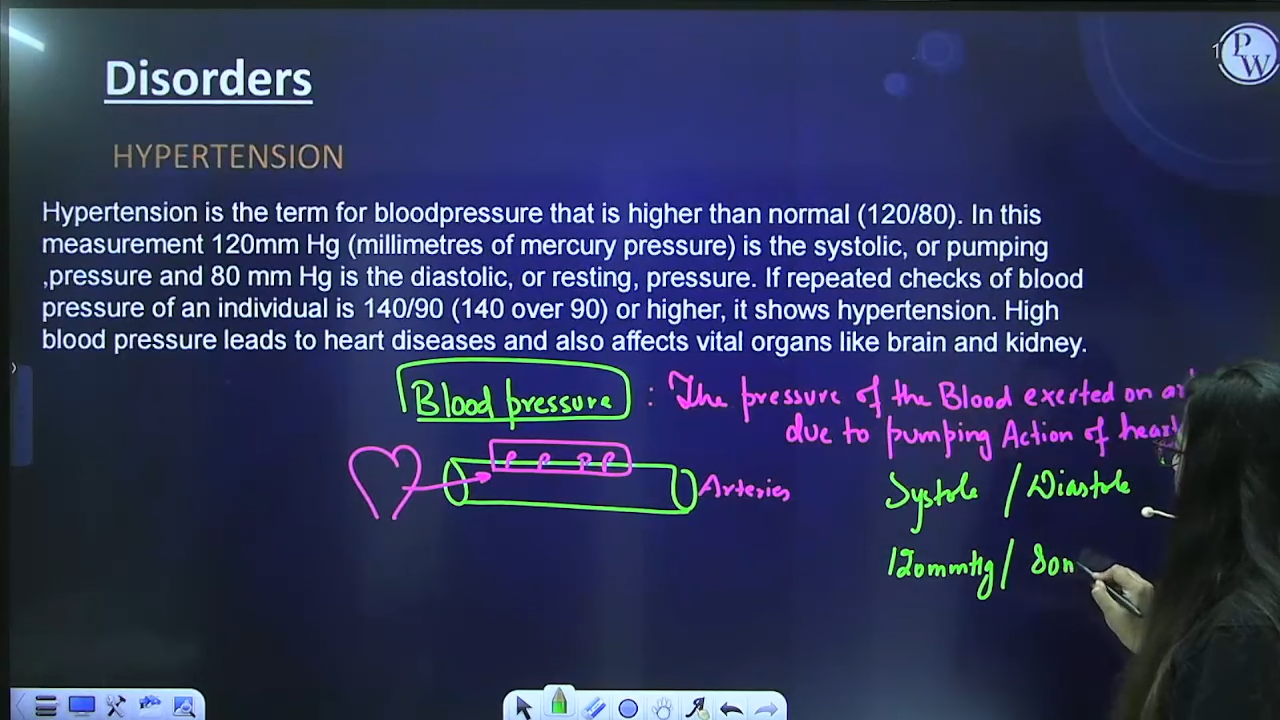 PW
Disorders
HYPERTENSION
Hypertension is the term for bloodpressure that is higher than normal (120/80). In this
measurement 120mm Hg (millimetres of mercury pressure) is the systolic, or pumping
,pressure and 80 mm Hg is the diastolic, or resting, pressure. If repeated checks of blood
pressure of an individual is 140/90 (140 over 90) or higher, it shows hypertension. High
blood pressure leads to heart diseases and also affects vital organs like brain and kidney.
Blood pressure : The pressure of the Blood exerted on
due to pumping Action of heart
P P P P
Arteries
Systole / Diastole
120mmHg / 80m